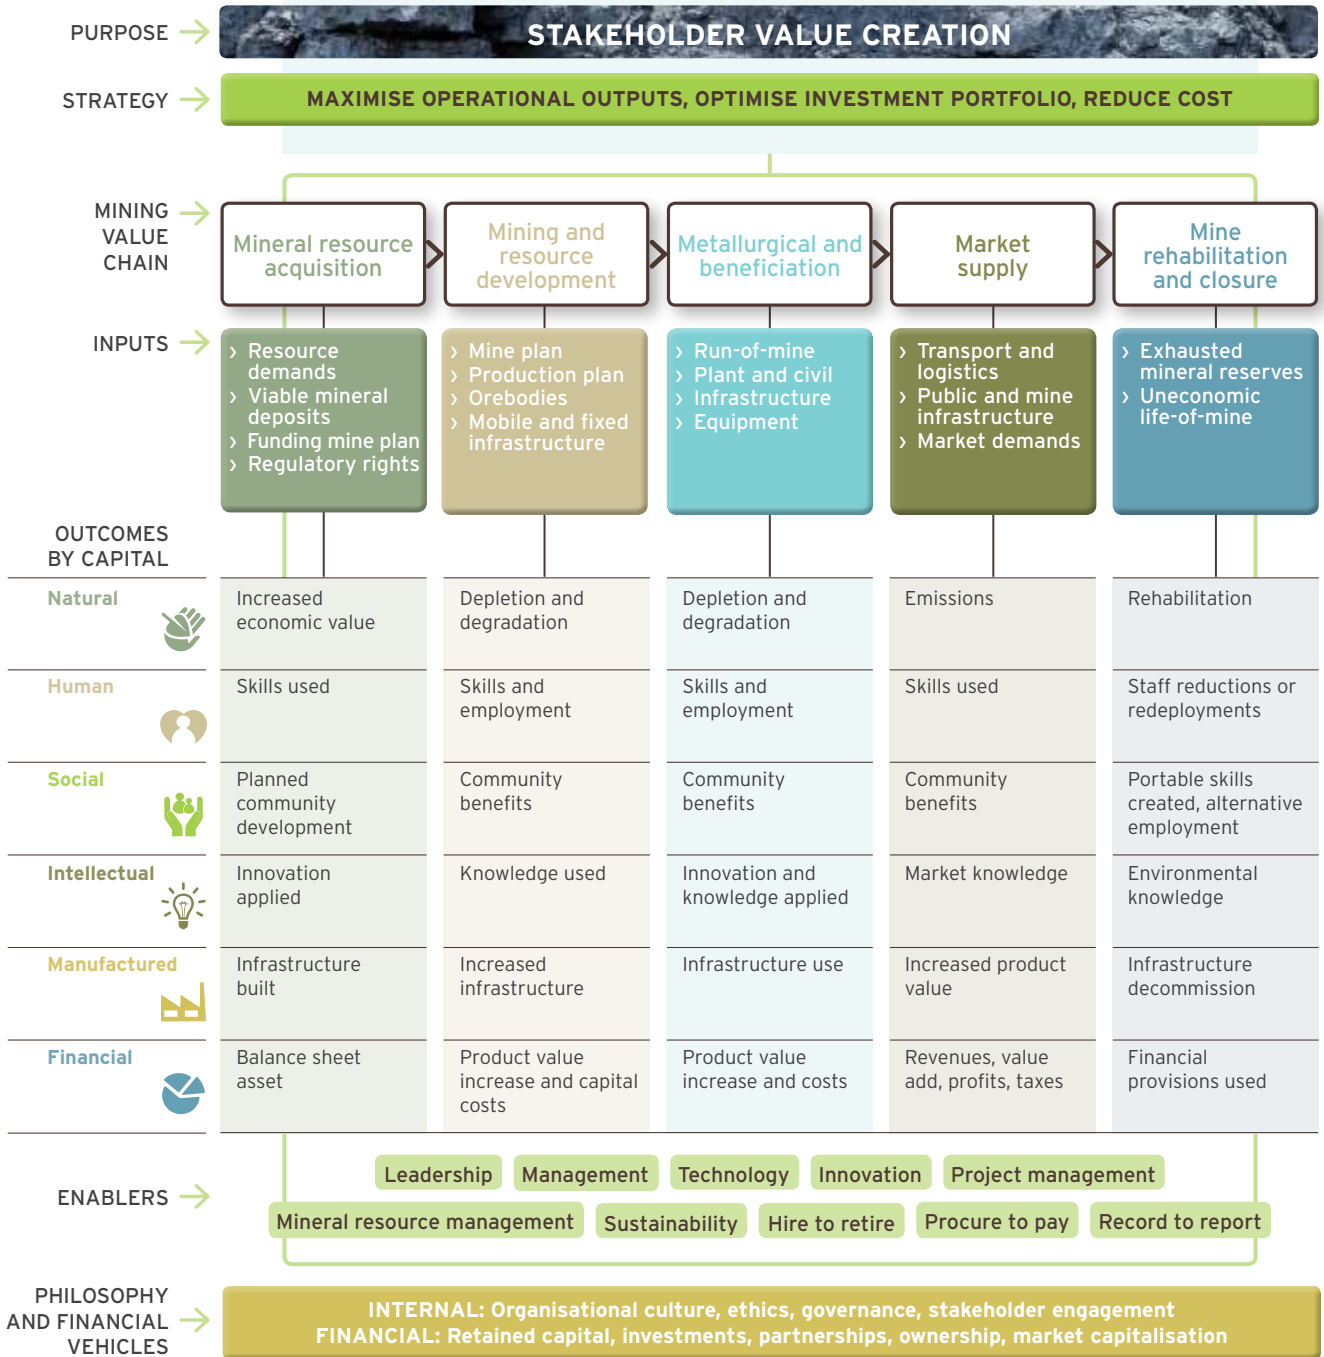 PURPOSE
STAKEHOLDER VALUE CREATION
STRATEGY
MAXIMISE OPERATIONAL OUTPUTS, OPTIMISE INVESTMENT PORTFOLIO, REDUCE COST
MINING
VALUE
CHAIN
Mineral resource
acquisition
Mining and
resource
development
Metallurgical and
beneficiation
Market
supply
Mine
rehabilitation
and closure
INPUTS
› Resource
demands
› Viable mineral
deposits
› Funding mine plan
› Regulatory rights
› Mine plan
› Production plan
› Orebodies
› Mobile and fixed
infrastructure
› Run-of-mine
› Plant and civil
› Infrastructure
› Equipment
› Transport and
logistics
› Public and mine
infrastructure
› Market demands
› Exhausted
mineral reserves
› Uneconomic
life-of-mine
OUTCOMES
BY CAPITAL
Natural
Increased
economic value
Depletion and
degradation
Depletion and
degradation
Emissions
Rehabilitation
Human
Skills used
Skills and
employment
Skills and
employment
Skills used
Staff reductions or
redeployments
Social
Planned
community
development
Community
benefits
Community
benefits
Community
benefits
Portable skills
created, alternative
employment
Intellectual
Innovation
applied
Knowledge used
Innovation and
knowledge applied
Market knowledge
Environmental
knowledge
Manufactured
Infrastructure
built
Increased
infrastructure
Infrastructure use
Increased product
value
Infrastructure
decommission
Financial
Balance sheet
asset
Product value
increase and capital
costs
Product value
increase and costs
Revenues, value
add, profits, taxes
Financial
provisions used
ENABLERS
Leadership
Management
Technology
Innovation
Project management
Mineral resource management
Sustainability
Hire to retire
Procure to pay
Record to report
PHILOSOPHY
AND FINANCIAL
VEHICLES
INTERNAL: Organisational culture, ethics, governance, stakeholder engagement
FINANCIAL: Retained capital, investments, partnerships, ownership, market capitalisation